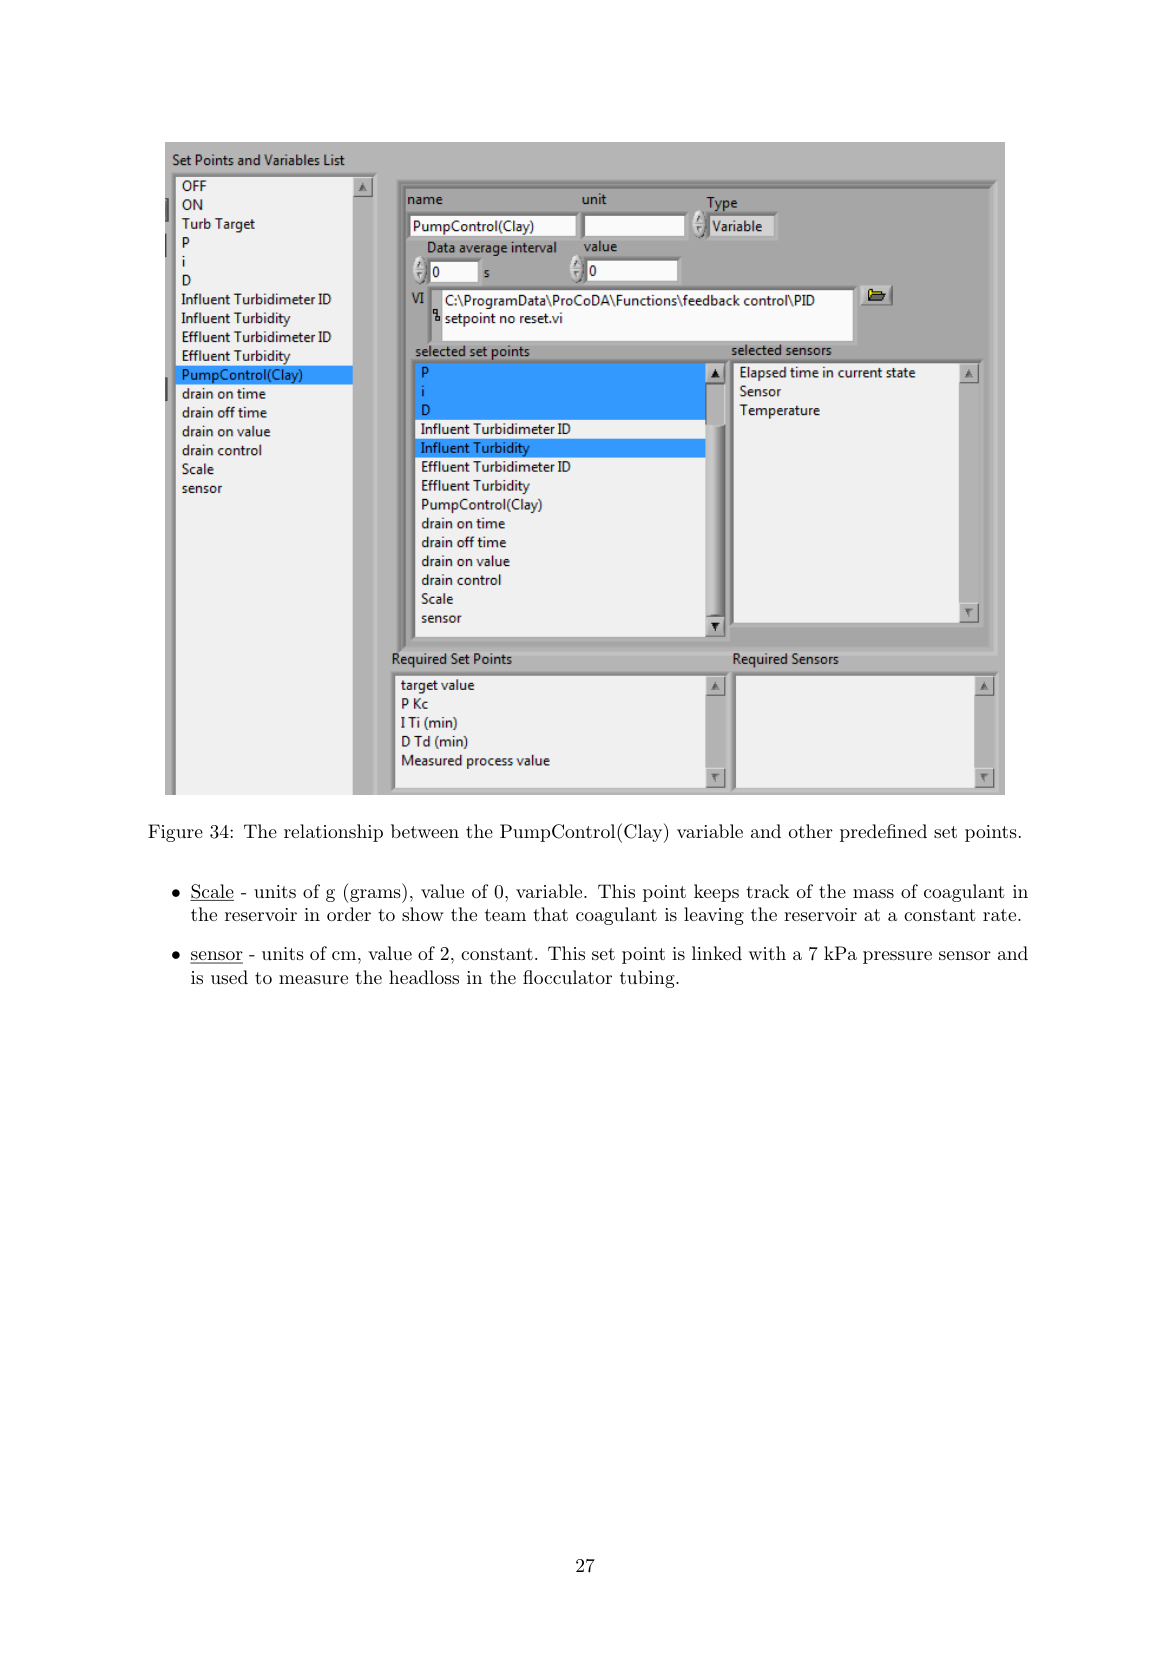 Set Points and Variables List
OFF
ON
Turb Target
P
i
D
Influent Turbidimeter ID
Influent Turbidity
Effluent Turbidimeter ID
Effluent Turbidity
PumpControl(Clay)
drain on time
drain off time
drain on value
drain control
Scale
sensor
name unit Type
PumpControl(Clay) Variable
Data average interval value
0 s 0
VI C:\ProgramData\ProCoDA\Functions\feedback control\PID
setpoint no reset.vi
selected set points
P
i
D
Influent Turbidimeter ID
Influent Turbidity
Effluent Turbidimeter ID
Effluent Turbidity
PumpControl(Clay)
drain on time
drain off time
drain on value
drain control
Scale
sensor
selected sensors
Elapsed time in current state
Sensor
Temperature
Required Set Points
target value
P Kc
I Ti (min)
D Td (min)
Measured process value
Required Sensors
Figure 34: The relationship between the PumpControl(Clay) variable and other predefined set points.
• Scale - units of g (grams), value of 0, variable. This point keeps track of the mass of coagulant in
the reservoir in order to show the team that coagulant is leaving the reservoir at a constant rate.
• sensor - units of cm, value of 2, constant. This set point is linked with a 7 kPa pressure sensor and
is used to measure the headloss in the flocculator tubing.
27